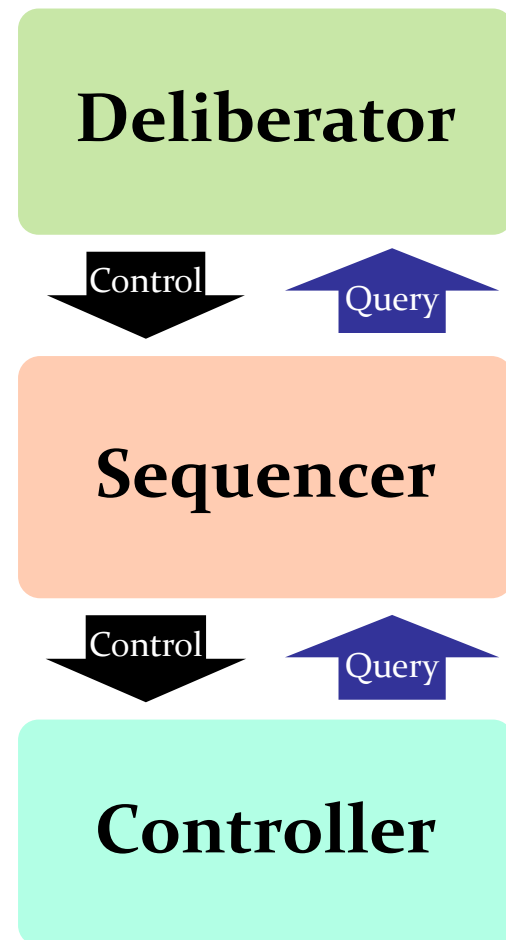 Deliberator
Control
Query
Sequencer
Control
Query
Controller